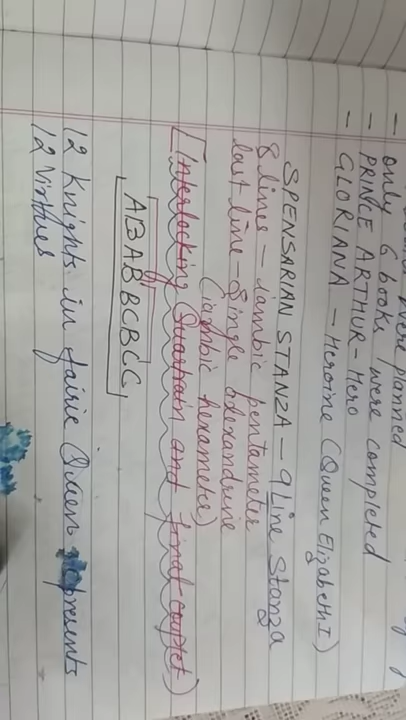 were planned
- only 6 books were completed
- PRINCE ARTHUR - Hero
- GLORIANA - Heroine (Queen Elizabeth I)
SPENSARIAN STANZA - 9 Line Stanza
8 lines - iambic pentameter
last line - Single alexandrine
(iambic hexameter)
[Interlocking Quatrain and final couplet)
ABABBCBCC
12 Knights in fairie Queen represents
12 Virtues